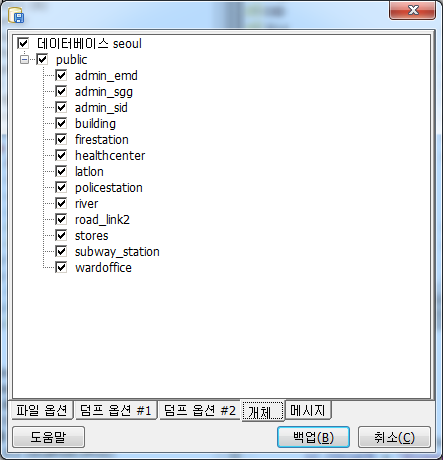 데이터베이스 seoul
public
admin_emd
admin_sgg
admin_sid
building
firestation
healthcenter
latlon
policestation
river
road_link2
stores
subway_station
wardoffice
파일 옵션 덤프 옵션 #1 덤프 옵션 #2 개체 메시지
도움말 백업(B) 취소(C)